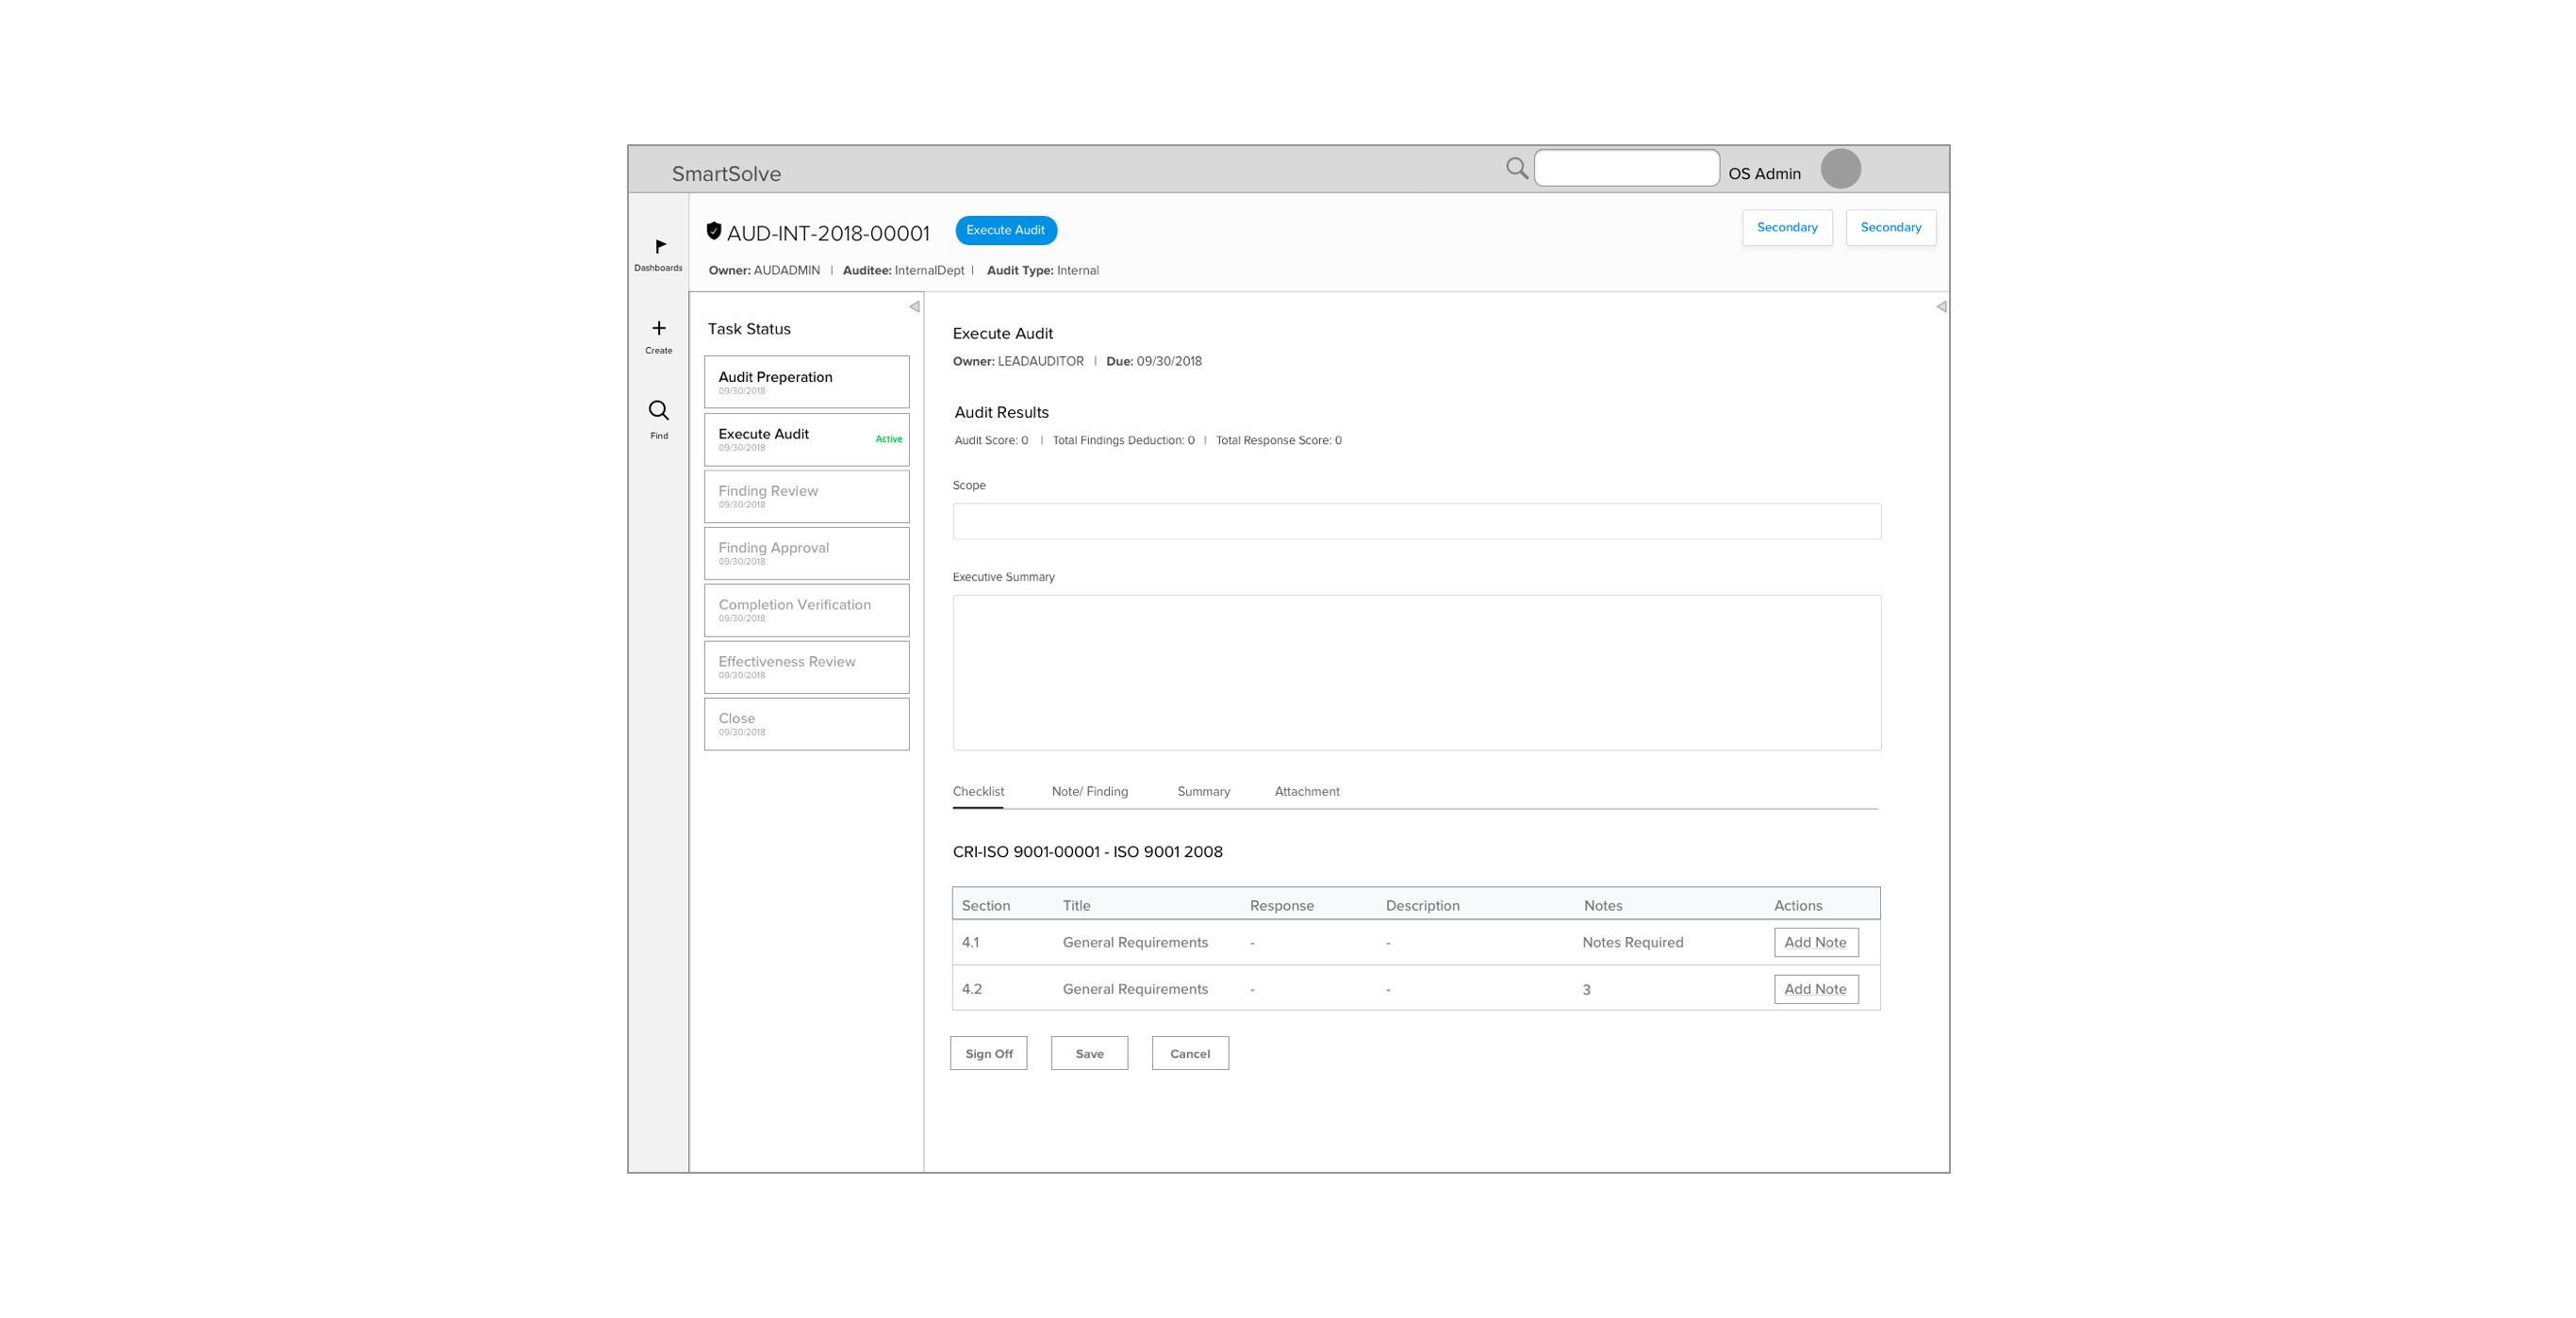 SmartSolve
OS Admin
Dashboards
Create
Find
AUD-INT-2018-00001
Execute Audit
Secondary
Secondary
Owner: AUDADMIN | Auditee: InternalDept | Audit Type: Internal
Task Status
Audit Preperation
09/30/2018
Execute Audit
Active
09/30/2018
Finding Review
09/30/2018
Finding Approval
09/30/2018
Completion Verification
09/30/2018
Effectiveness Review
09/30/2018
Close
09/30/2018
Execute Audit
Owner: LEADAUDITOR | Due: 09/30/2018
Audit Results
Audit Score: 0 | Total Findings Deduction: 0 | Total Response Score: 0
Scope
Executive Summary
Checklist Note/ Finding Summary Attachment
CRI-ISO 9001-00001 - ISO 9001 2008
Section Title Response Description Notes Actions
4.1 General Requirements - - Notes Required Add Note
4.2 General Requirements - - 3 Add Note
Sign Off Save Cancel